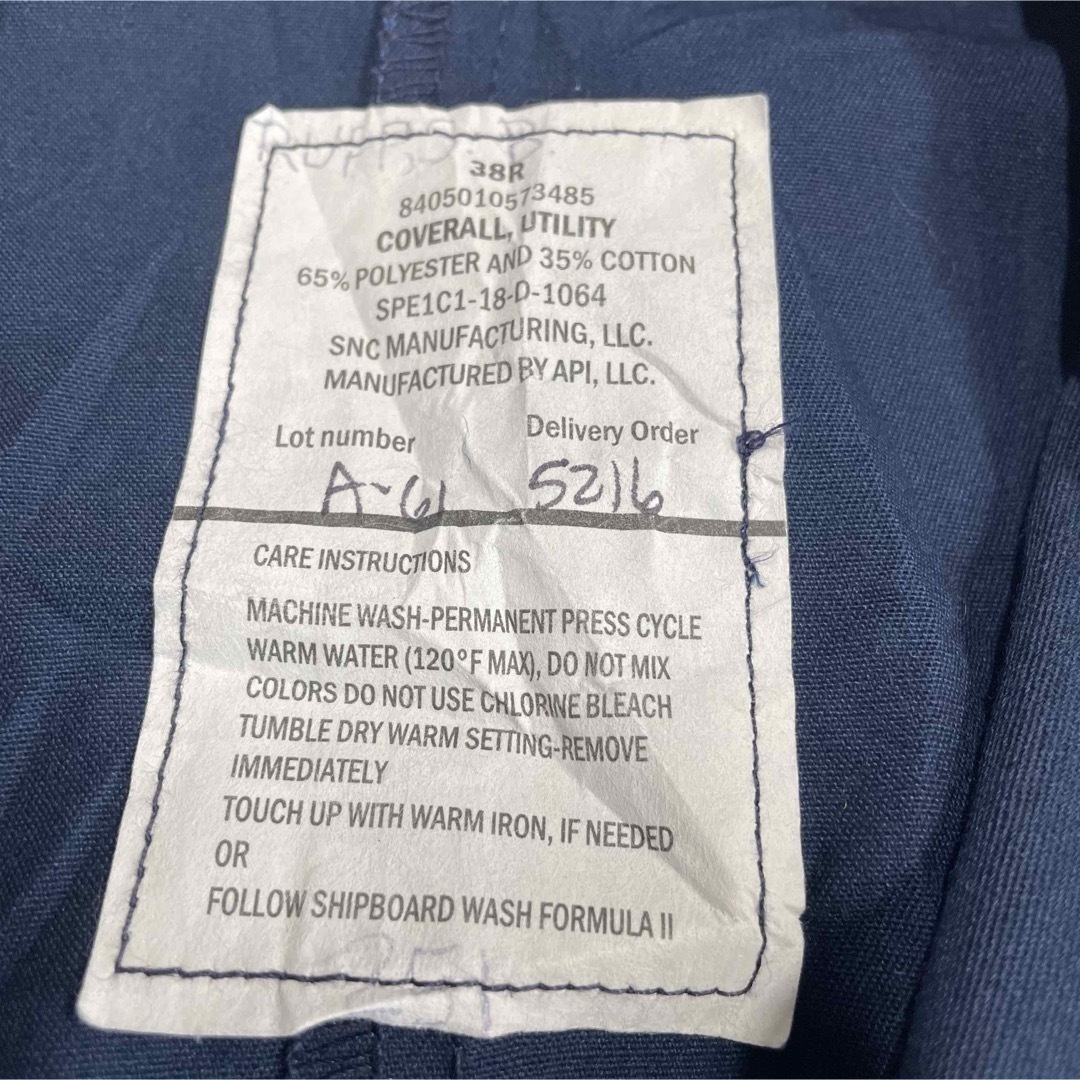 38R
8405010573485
COVERALL, UTILITY
65% POLYESTER AND 35% COTTON
SPE1C1-18-D-1064
SNC MANUFACTURING, LLC.
MANUFACTURED BY API, LLC.
Lot number Delivery Order
A-61 5216
CARE INSTRUCTIONS
MACHINE WASH-PERMANENT PRESS CYCLE
WARM WATER (120°F MAX), DO NOT MIX
COLORS DO NOT USE CHLORINE BLEACH
TUMBLE DRY WARM SETTING-REMOVE
IMMEDIATELY
TOUCH UP WITH WARM IRON, IF NEEDED
OR
FOLLOW SHIPBOARD WASH FORMULA II